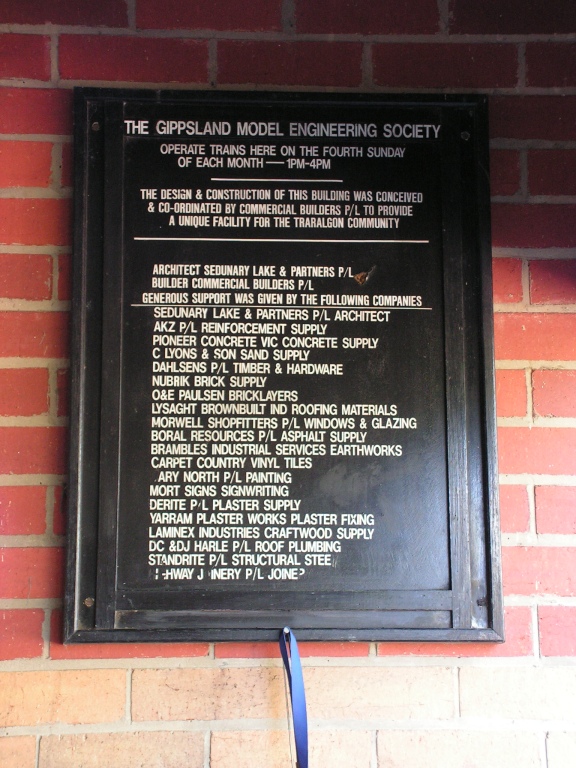 THE GIPPSLAND MODEL ENGINEERING SOCIETY
OPERATE TRAINS HERE ON THE FOURTH SUNDAY
OF EACH MONTH — 1PM-4PM
THE DESIGN & CONSTRUCTION OF THIS BUILDING WAS CONCEIVED
& CO-ORDINATED BY COMMERCIAL BUILDERS P/L TO PROVIDE
A UNIQUE FACILITY FOR THE TRARALGON COMMUNITY
ARCHITECT SEDUNARY LAKE & PARTNERS P/L
BUILDER COMMERCIAL BUILDERS P/L
GENEROUS SUPPORT WAS GIVEN BY THE FOLLOWING COMPANIES
SEDUNARY LAKE & PARTNERS P/L ARCHITECT
AKZ P/L REINFORCEMENT SUPPLY
PIONEER CONCRETE VIC CONCRETE SUPPLY
C LYONS & SON SAND SUPPLY
DAHLSENS P/L TIMBER & HARDWARE
NUBRIK BRICK SUPPLY
O&E PAULSEN BRICKLAYERS
LYSAGHT BROWNBUILT IND ROOFING MATERIALS
MORWELL SHOPFITTERS P/L WINDOWS & GLAZING
BORAL RESOURCES P/L ASPHALT SUPPLY
BRAMBLES INDUSTRIAL SERVICES EARTHWORKS
CARPET COUNTRY VINYL TILES
ARY NORTH P/L PAINTING
MORT SIGNS SIGNWRITING
DERITE P/L PLASTER SUPPLY
YARRAM PLASTER WORKS PLASTER FIXING
LAMINEX INDUSTRIES CRAFTWOOD SUPPLY
DC &DJ HARLE P/L ROOF PLUMBING
STANDRITE P/L STRUCTURAL STEE
P/L